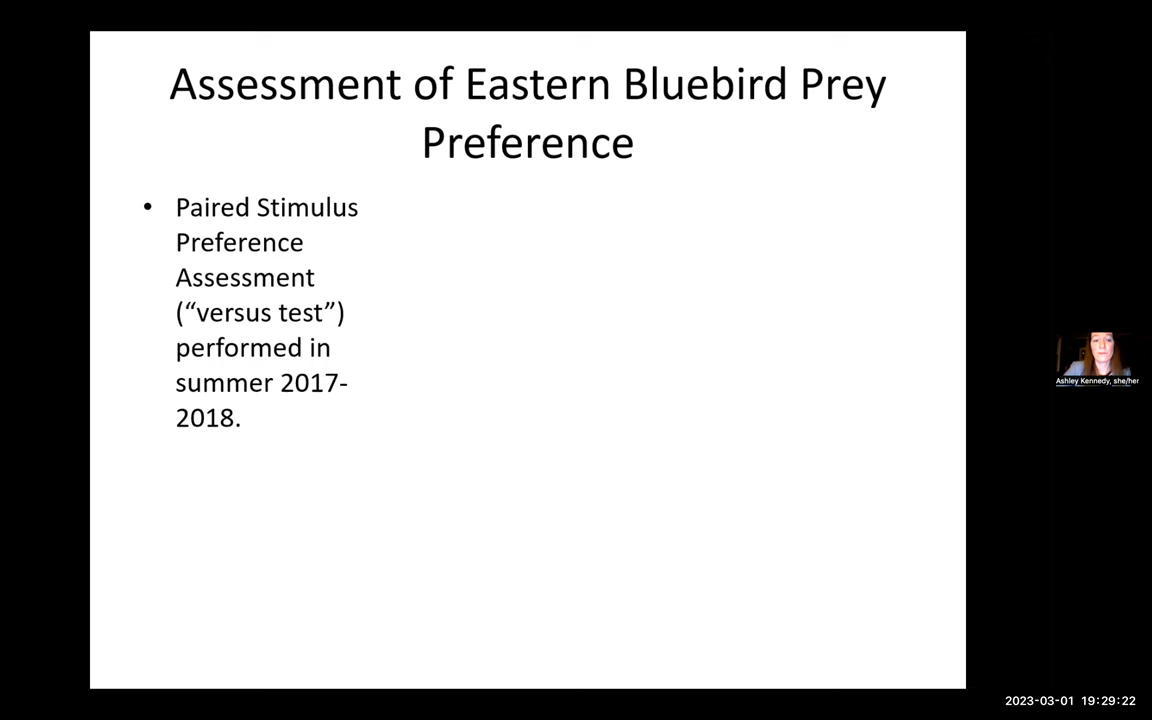 Assessment of Eastern Bluebird Prey
Preference
• Paired Stimulus
Preference
Assessment
(“versus test”)
performed in
summer 2017-
2018.
Ashley Kennedy, she/her
2023-03-01 19:29:22